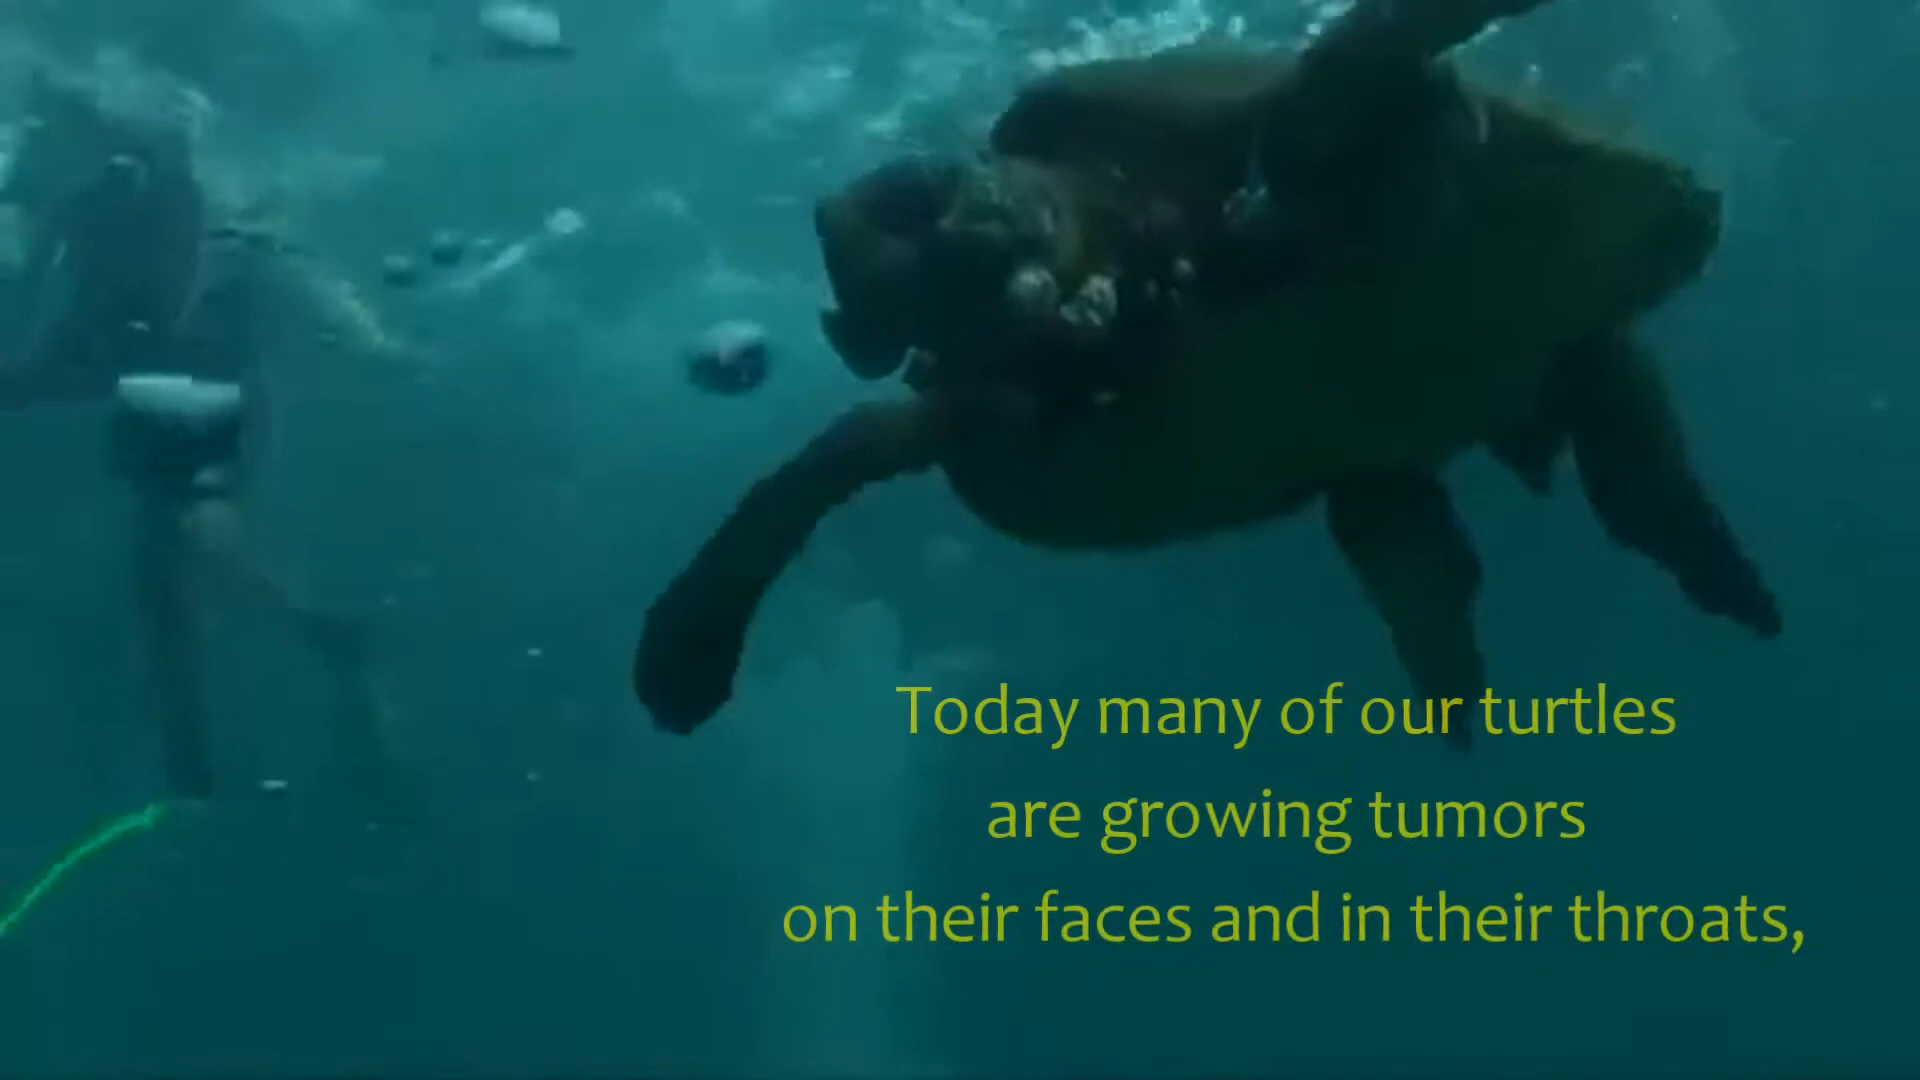 Today many of our turtles
are growing tumors
on their faces and in their throats,